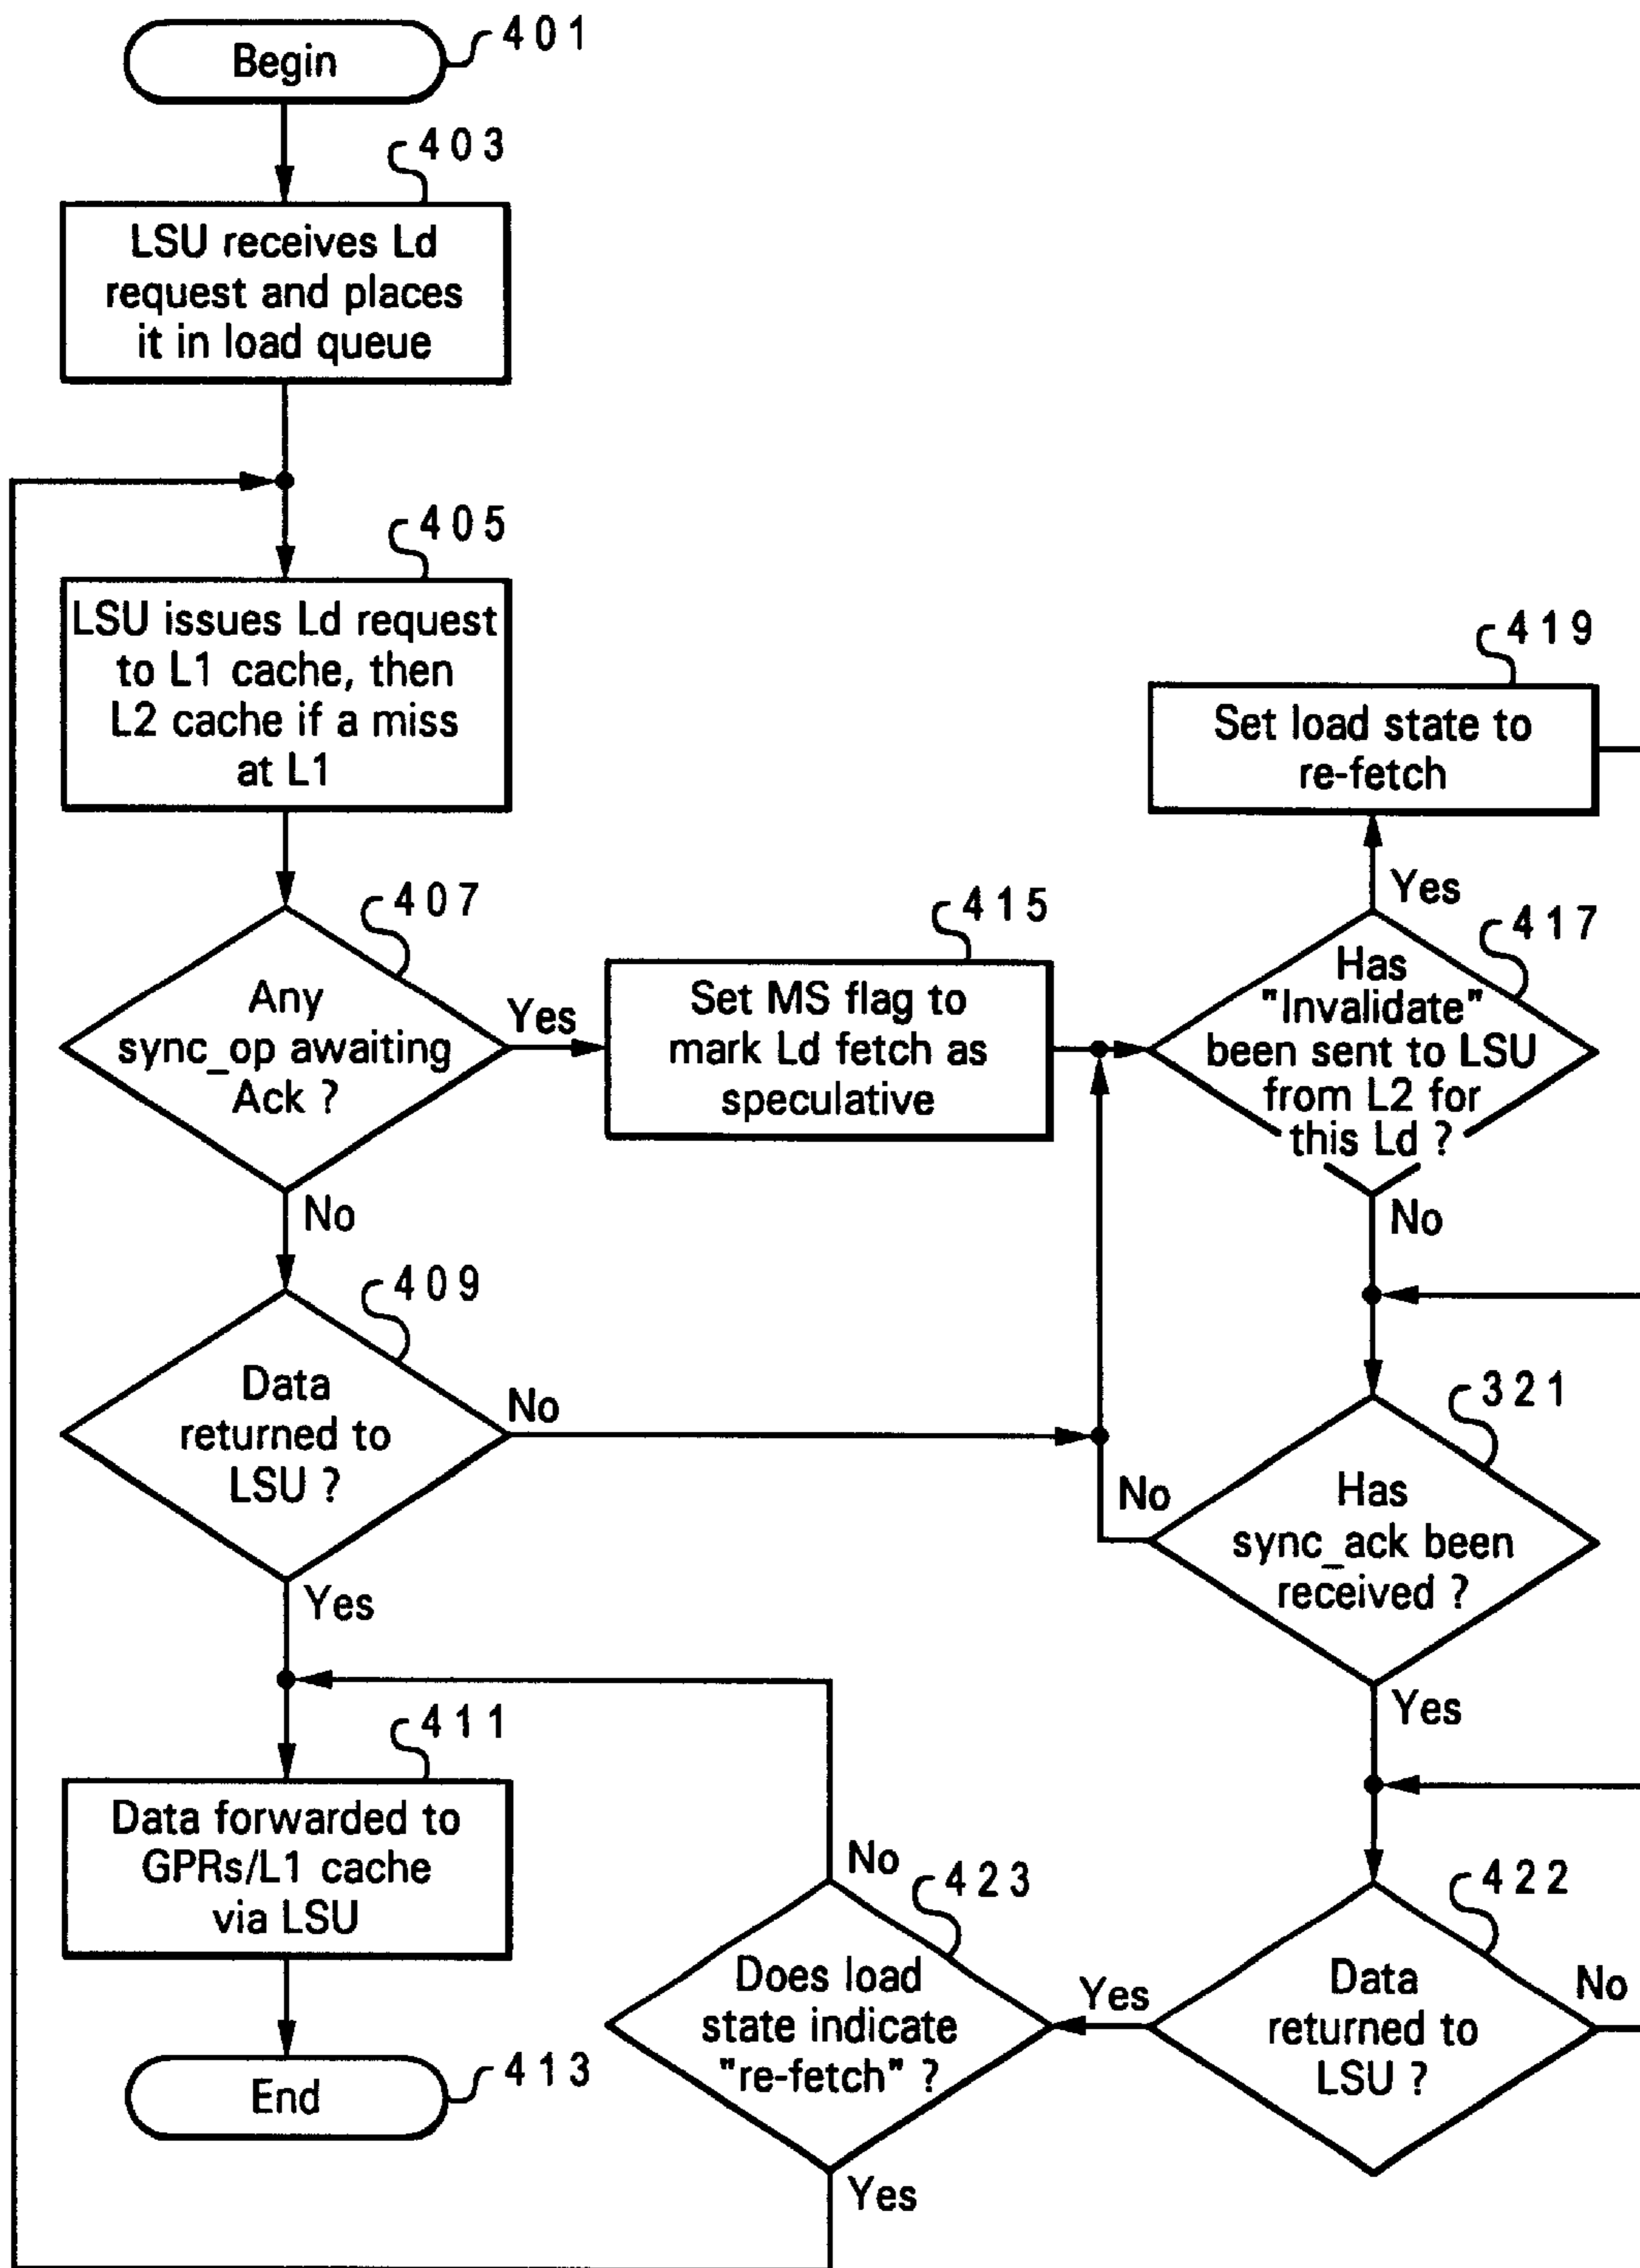 Begin
401
403
LSU receives Ld
request and places
it in load queue
405
LSU issues Ld request
to L1 cache, then
L2 cache if a miss
at L1
407
Any
sync_op awaiting
Ack ?
Yes
No
415
Set MS flag to
mark Ld fetch as
speculative
419
Set load state to
re-fetch
Yes
417
Has
"Invalidate"
been sent to LSU
from L2 for
this Ld ?
No
409
Data
returned to
LSU ?
No
Yes
321
Has
sync_ack been
received ?
No
Yes
411
Data forwarded to
GPRs/L1 cache
via LSU
423
Does load
state indicate
"re-fetch" ?
No
Yes
422
Data
returned to
LSU ?
Yes
No
End
413